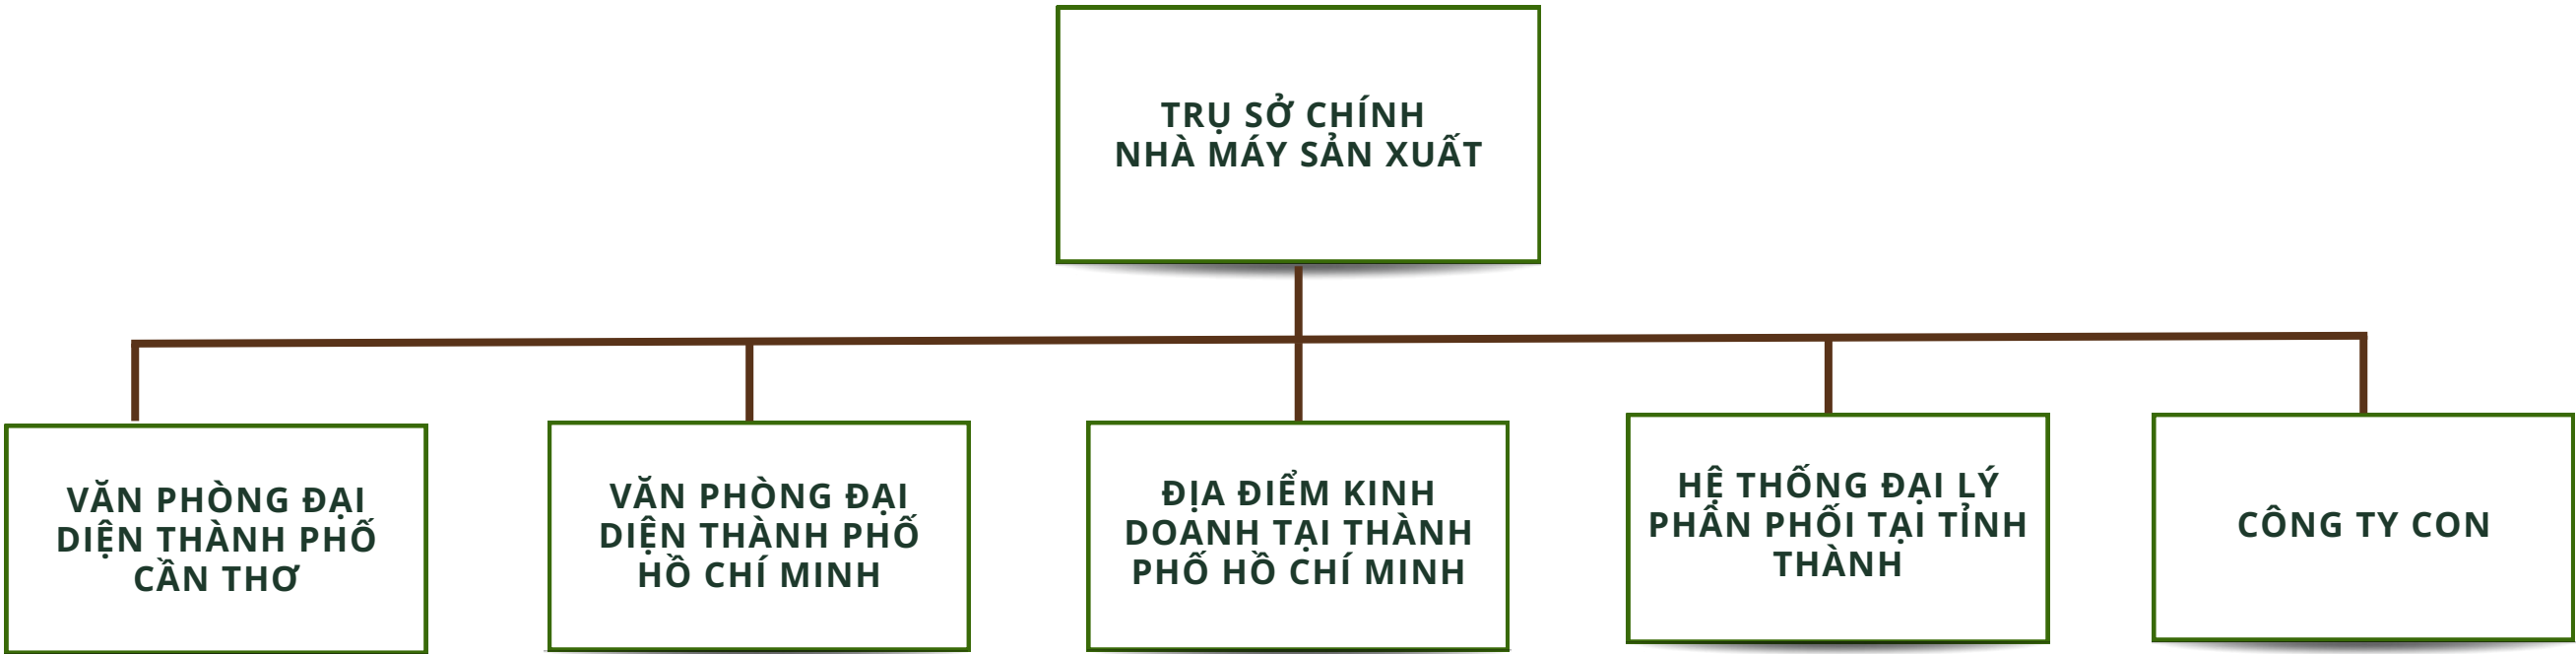 TRỤ SỞ CHÍNH
NHÀ MÁY SẢN XUẤT
VĂN PHÒNG ĐẠI
DIỆN THÀNH PHỐ
CẦN THƠ
VĂN PHÒNG ĐẠI
DIỆN THÀNH PHỐ
HỒ CHÍ MINH
ĐỊA ĐIỂM KINH
DOANH TẠI THÀNH
PHỐ HỒ CHÍ MINH
HỆ THỐNG ĐẠI LÝ
PHÂN PHỐI TẠI TỈNH
THÀNH
CÔNG TY CON